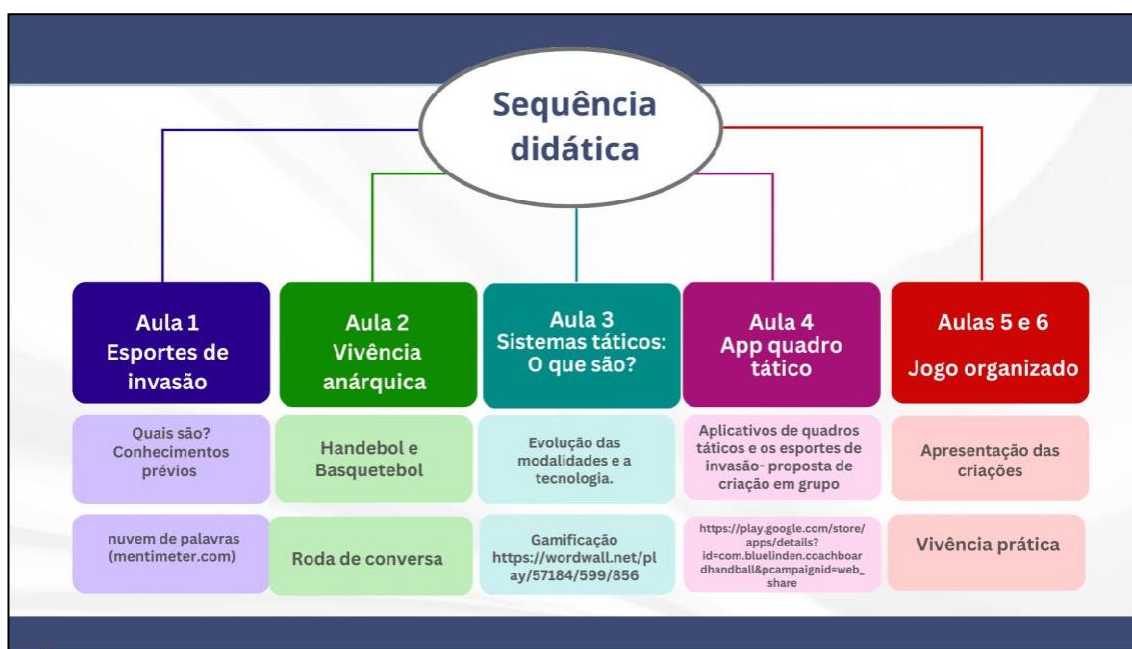 Sequência
didática
Aula 1
Esportes de
invasão
Quais são?
Conhecimentos
prévios
nuvem de palavras
(mentimeter.com)
Aula 2
Vivência
anárquica
Handebol e
Basquetebol
Roda de conversa
Aula 3
Sistemas táticos:
O que são?
Evolução das
modalidades e a
tecnologia.
Gamificação
https://wordwall.net/pl
ay/57184/599/856
Aula 4
App quadro
tático
Aplicativos de quadros
táticos e os esportes de
invasão- proposta de
criação em grupo
https://play.google.com/store/
apps/details?
id=com.bluelinden.coachboar
dhandball&pcampaignid=web_
share
Aulas 5 e 6
Jogo organizado
Apresentação das
criações
Vivência prática